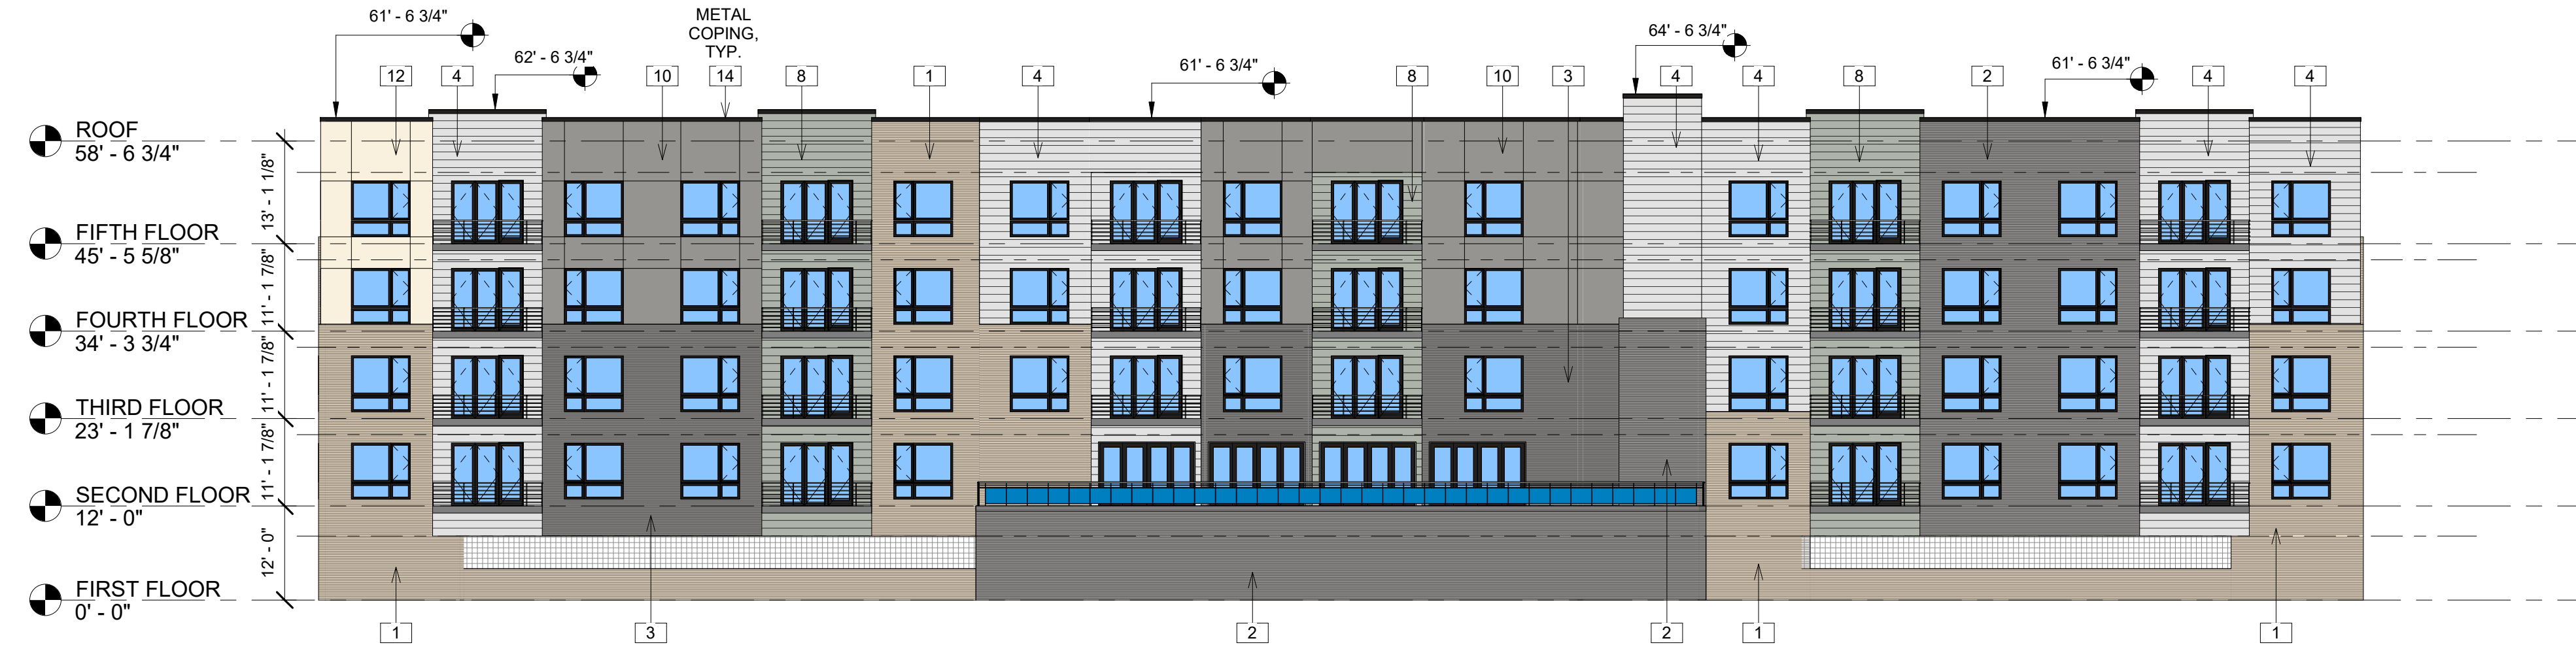 61' - 6 3/4"
METAL
COPING,
TYP.
64' - 6 3/4"
62' - 6 3/4"
61' - 6 3/4"
61' - 6 3/4"
12
4
10
14
8
1
4
8
10
3
4
4
8
2
4
4
ROOF
58' - 6 3/4"
13' - 1 1/8"
FIFTH FLOOR
45' - 5 5/8"
11' - 1 7/8"
FOURTH FLOOR
34' - 3 3/4"
11' - 1 7/8"
THIRD FLOOR
23' - 1 7/8"
11' - 1 7/8"
SECOND FLOOR
12' - 0"
12' - 0"
FIRST FLOOR
0' - 0"
1
3
2
2
1
1